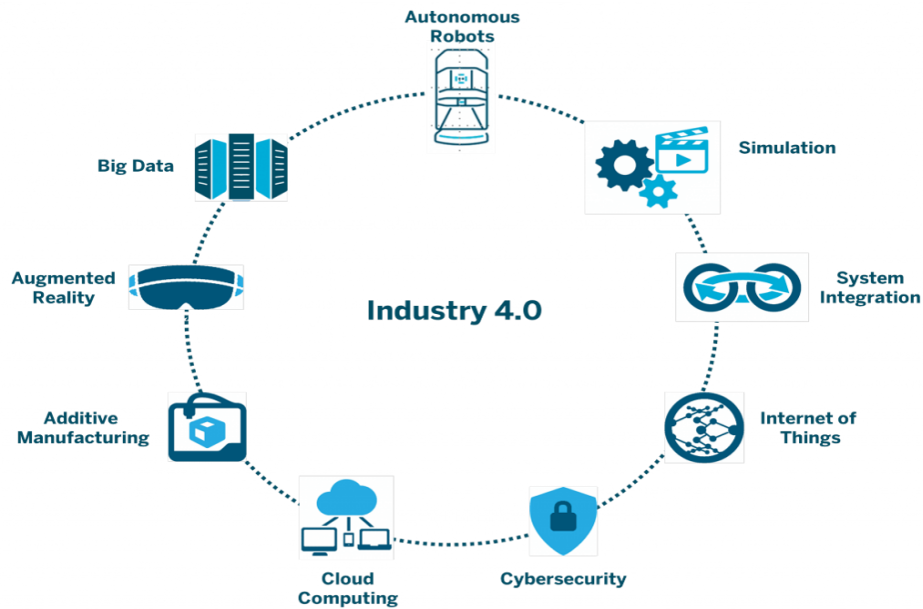 Autonomous
Robots
Simulation
Big Data
System
Integration
Augmented
Reality
Industry 4.0
Internet of
Things
Additive
Manufacturing
Cybersecurity
Cloud
Computing